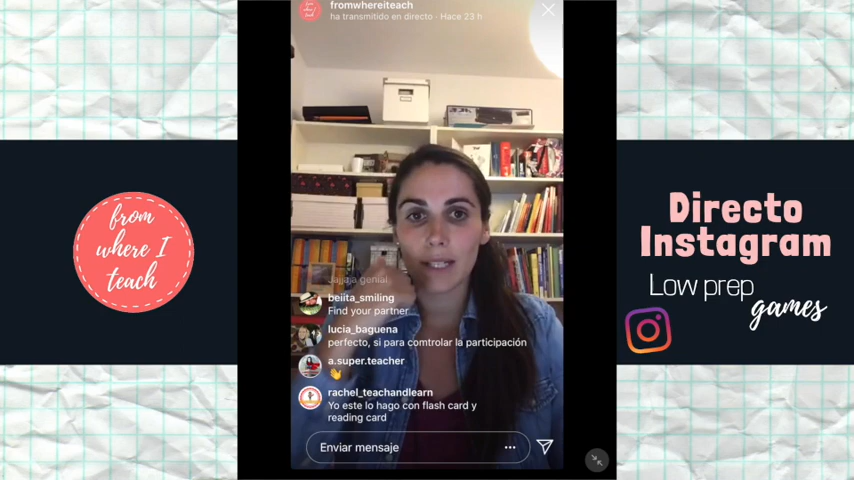 fromwhereiteach
ha transmitido en directo · Hace 23 h
from
where I
teach
Directo
Instagram
Low prep
games
Jajjaja genial
beiita_smiling
Find your partner
lucia_baguena
perfecto, si para comtrolar la participación
a.super.teacher
rachel_teachandlearn
Yo este lo hago con flash card y
reading card
Enviar mensaje